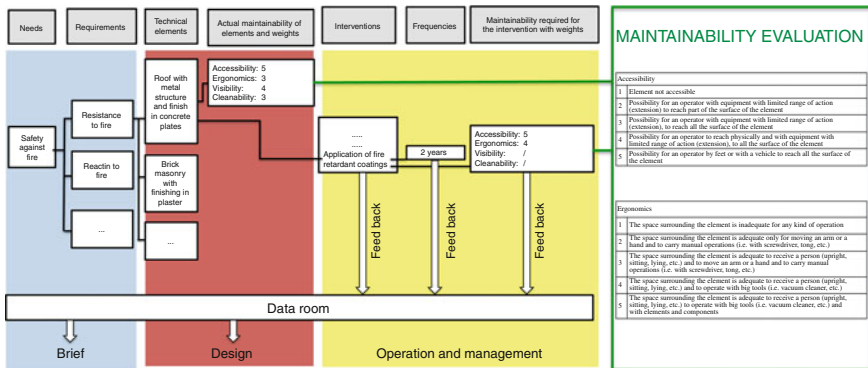 Needs
Requirements
Technical
elements
Actual maintainability of
elements and weights
Interventions
Frequencies
Maintainability required for
the intervention with weights
MAINTAINABILITY EVALUATION
Safety
against
fire
Resistance
to fire
Reactin to
fire
...
Roof with
metal
structure
and finish
in concrete
plates
Brick
masonry
with
finishing in
plaster
...
Accessibility: 5
Ergonomics: 3
Visibility: 4
Cleanability: 3
.....
.....
Application of fire
retardant coatings
2 years
Accessibility: 5
Ergonomics: 4
Visibility: /
Cleanability: /
Feed back
Feed back
Feed back
Data room
Brief
Design
Operation and management
Accessibility
1 Element not accessible
2 Possibility for an operator with equipment with limited range of action
(extension) to reach part of the surface of the element
3 Possibility for an operator with equipment with limited range of action
(extension), to reach all the surface of the element
4 Possibility for an operator to reach physically and with equipment with
limited range of action (extension), to all the surface of the element
5 Possibility for an operator by feet or with a vehicle to reach all the surface of
the element
Ergonomics
1 The space surrounding the element is inadequate for any kind of operation
2 The space surrounding the element is adequate only for moving an arm or a
hand and to carry manual operations (i.e. with screwdriver, tong, etc.)
3 The space surrounding the element is adequate to receive a person (upright,
sitting, lying, etc.) and to move an arm or a hand and to carry manual
operations (i.e. with screwdriver, tong, etc.)
4 The space surrounding the element is adequate to receive a person (upright,
sitting, lying, etc.) and to operate with big tools (i.e. vacuum cleaner, etc.)
5 The space surrounding the element is adequate to receive a person (upright,
sitting, lying, etc.) to operate with big tools (i.e. vacuum cleaner, etc.) and
with elements and components